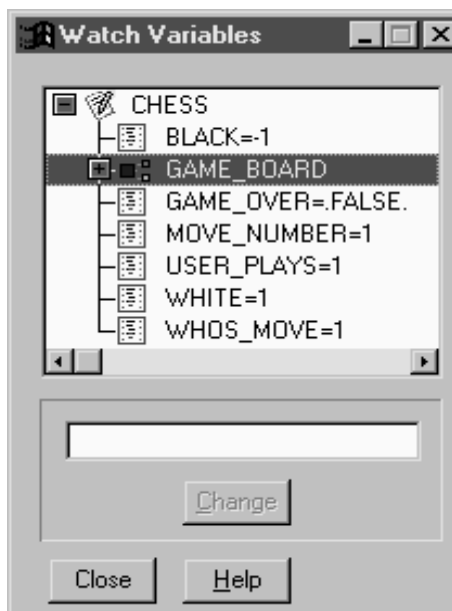 Watch Variables
CHESS
BLACK=-1
GAME_BOARD
GAME_OVER=.FALSE.
MOVE_NUMBER=1
USER_PLAYS=1
WHITE=1
WHOS_MOVE=1
Change
Close Help